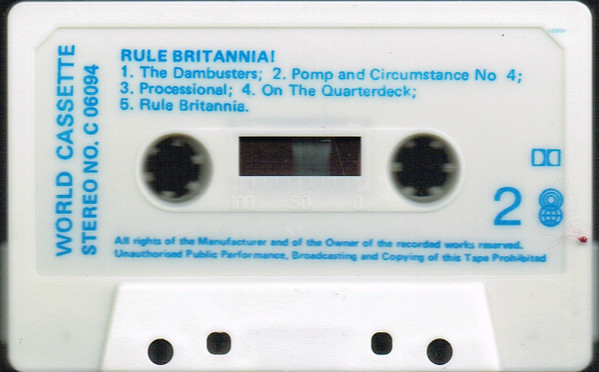 RULE BRITANNIA!
1. The Dambusters; 2. Pomp and Circumstance No 4;
3. Processional; 4. On The Quarterdeck;
5. Rule Britannia.
WORLD CASSETTE
STEREO NO. C 06094
100 50 0
2
All rights of the Manufacturer and of the Owner of the recorded works reserved.
Unauthorised Public Performance, Broadcasting and Copying of this Tape Prohibited